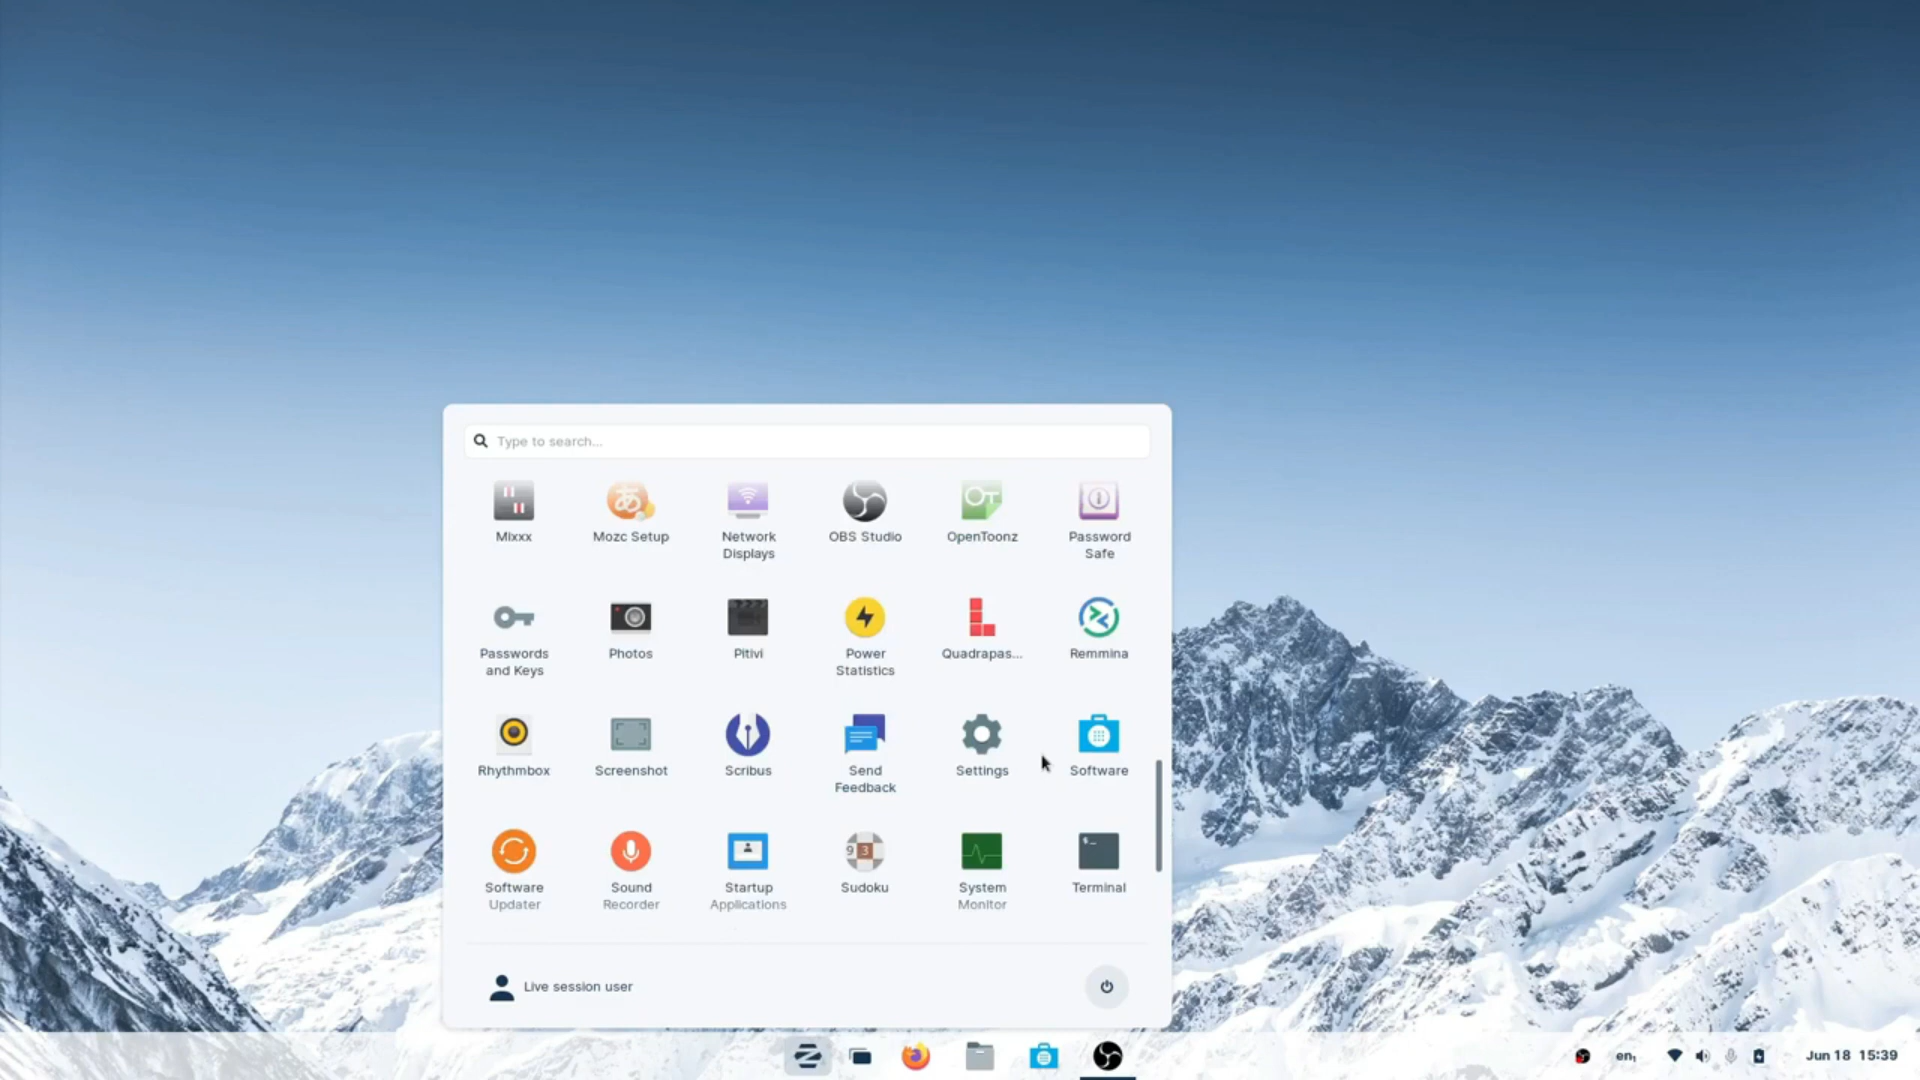 Type to search...
Mixxx
Mozc Setup
Network
Displays
OBS Studio
OpenToonz
Password
Safe
Passwords
and Keys
Photos
Pitivi
Power
Statistics
Quadrapas...
Remmina
Rhythmbox
Screenshot
Scribus
Send
Feedback
Settings
Software
Software
Updater
Sound
Recorder
Startup
Applications
Sudoku
System
Monitor
Terminal
Live session user
en₁
Jun 18 15:39